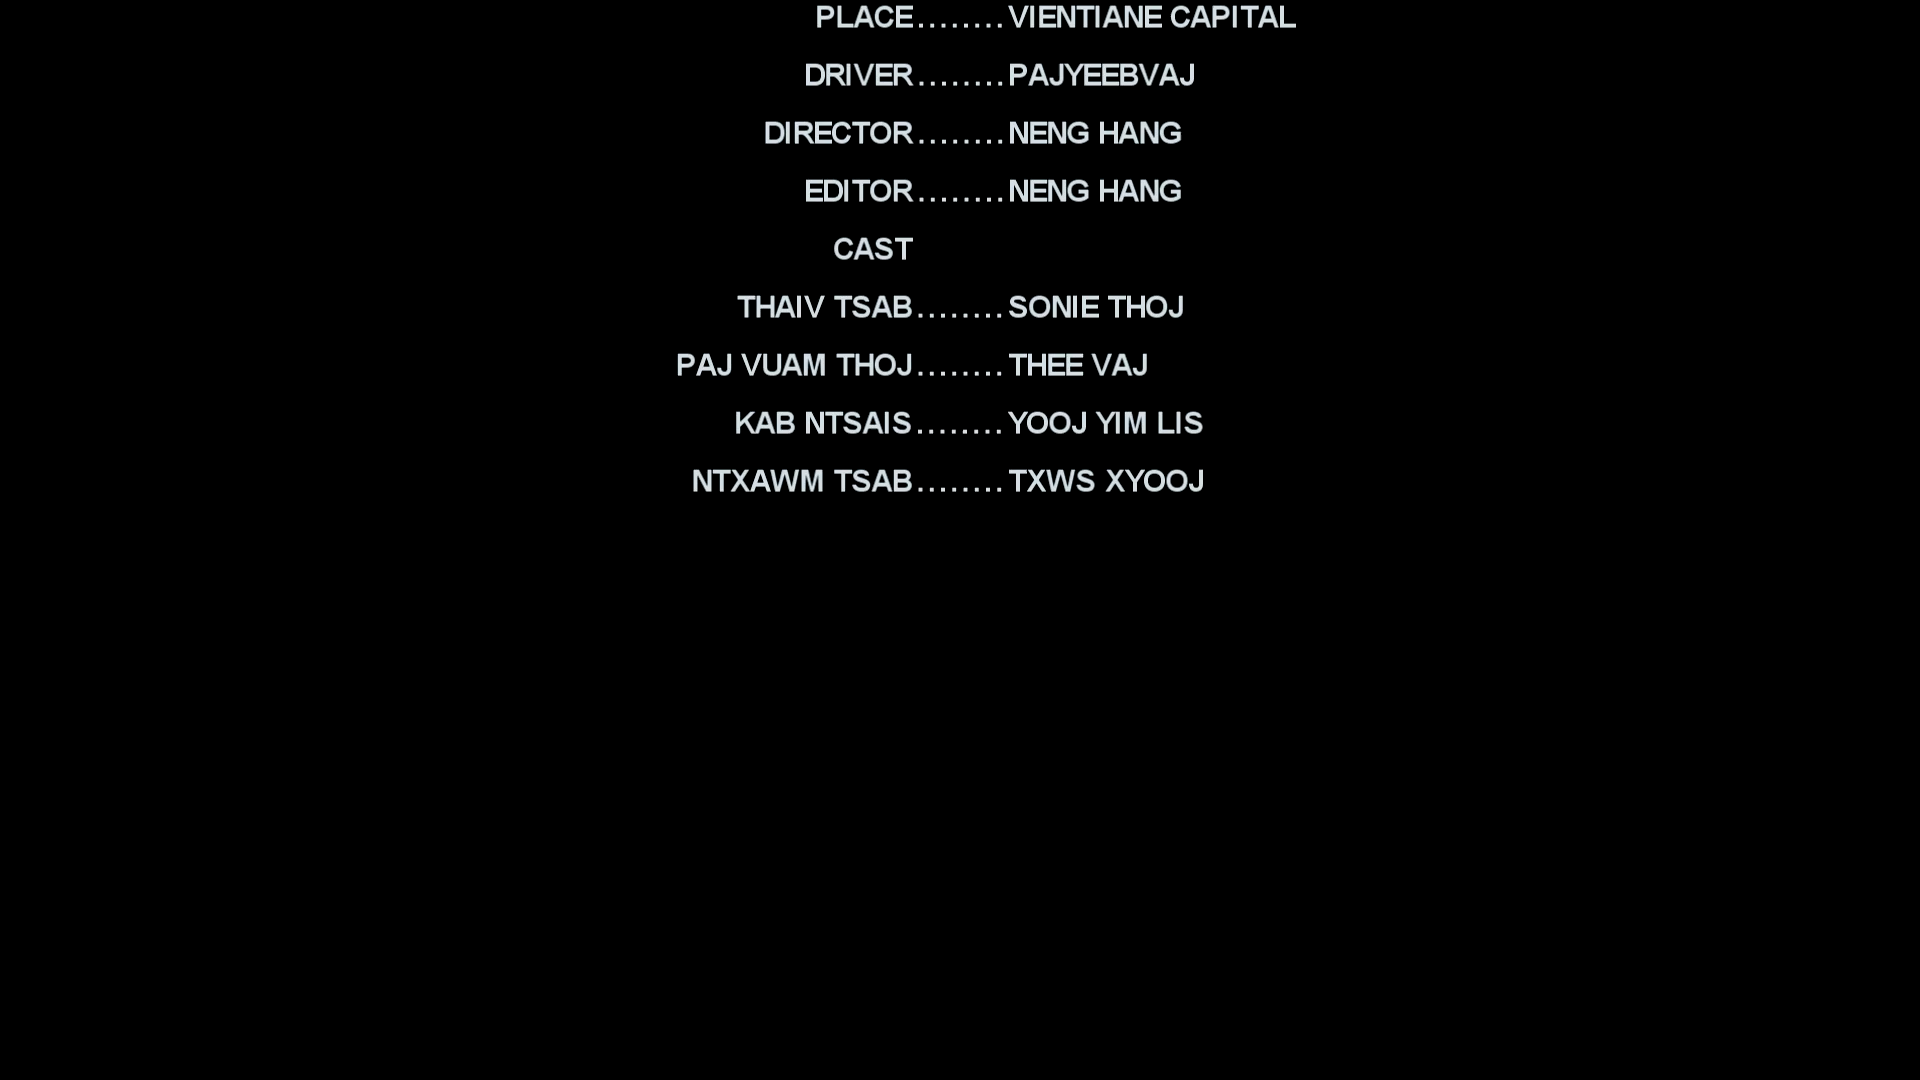 PLACE........VIENTIANE CAPITAL
DRIVER........PAJYEEBVAJ
DIRECTOR........NENG HANG
EDITOR........NENG HANG
CAST
THAIV TSAB........SONIE THOJ
PAJ VUAM THOJ........THEE VAJ
KAB NTSAIS........YOOJ YIM LIS
NTXAWM TSAB........TXWS XYOOJ